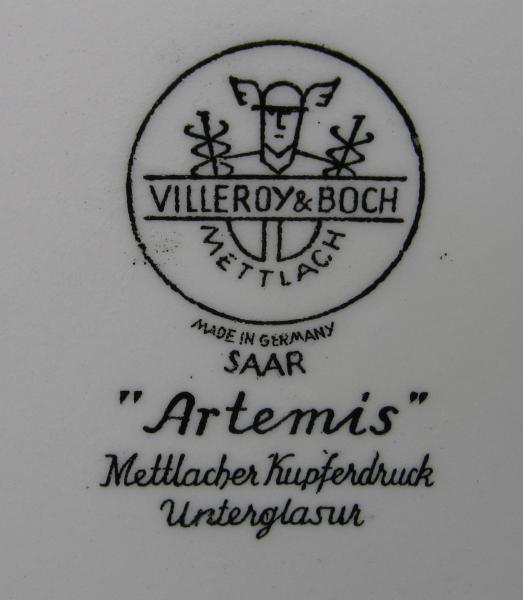 VILLEROY & BOCH
METTLACH
MADE IN GERMANY
SAAR
"Artemis"
Mettlacher Kupferdruck
Unterglasur